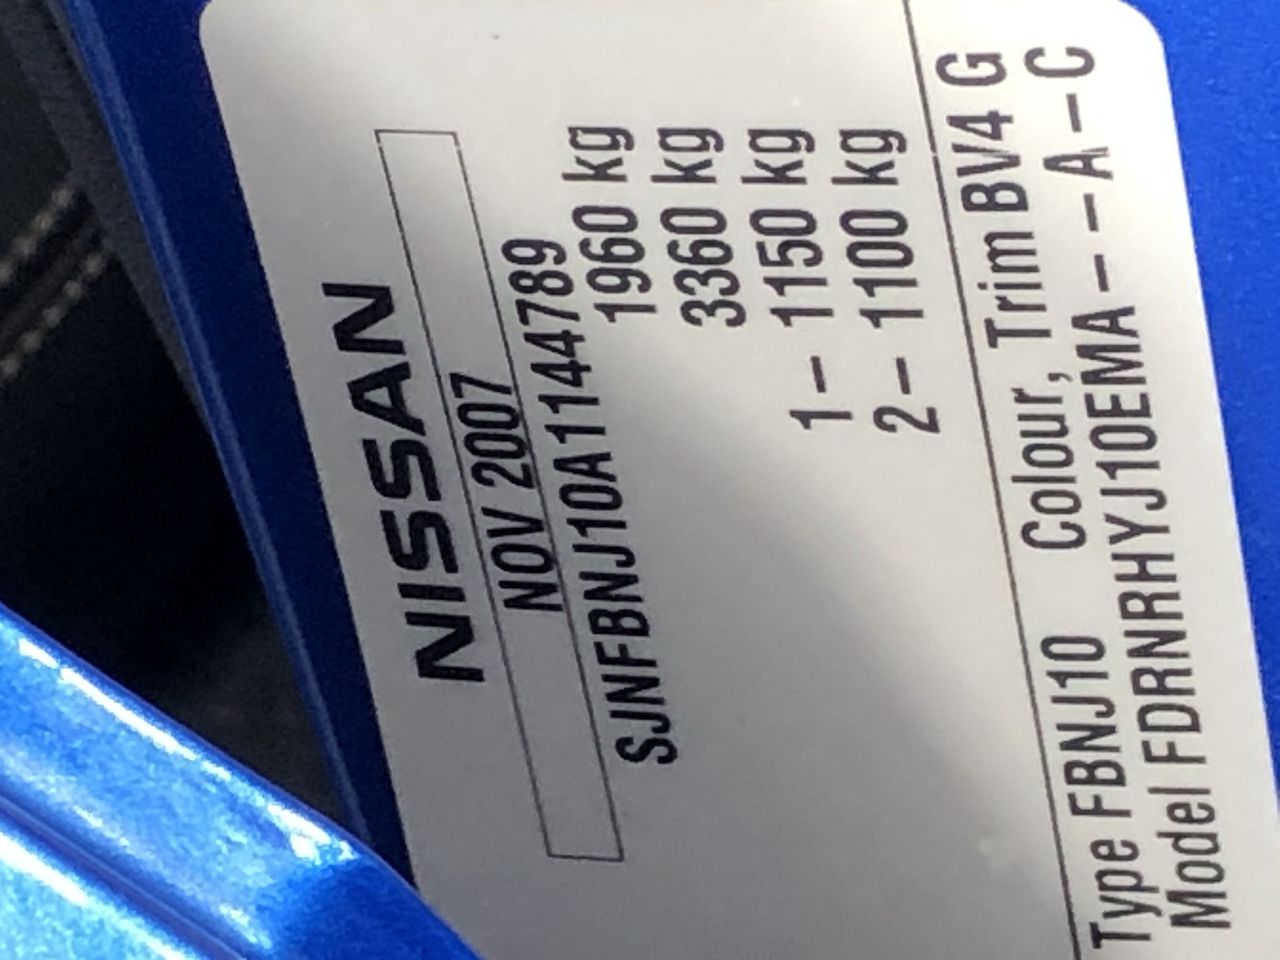 NISSAN
NOV 2007
SJNFBNJ10A1144789
1960 kg
3360 kg
1– 1150 kg
2– 1100 kg
Type FBNJ10 Colour, Trim BV4 G
Model FDRNRHYJ10EMA – – A – C